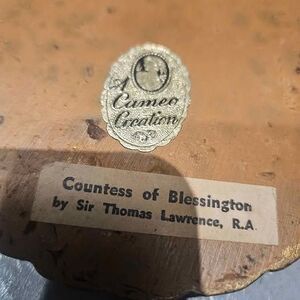 A
Cameo
Creation
Countess of Blessington
by Sir Thomas Lawrence, R.A.